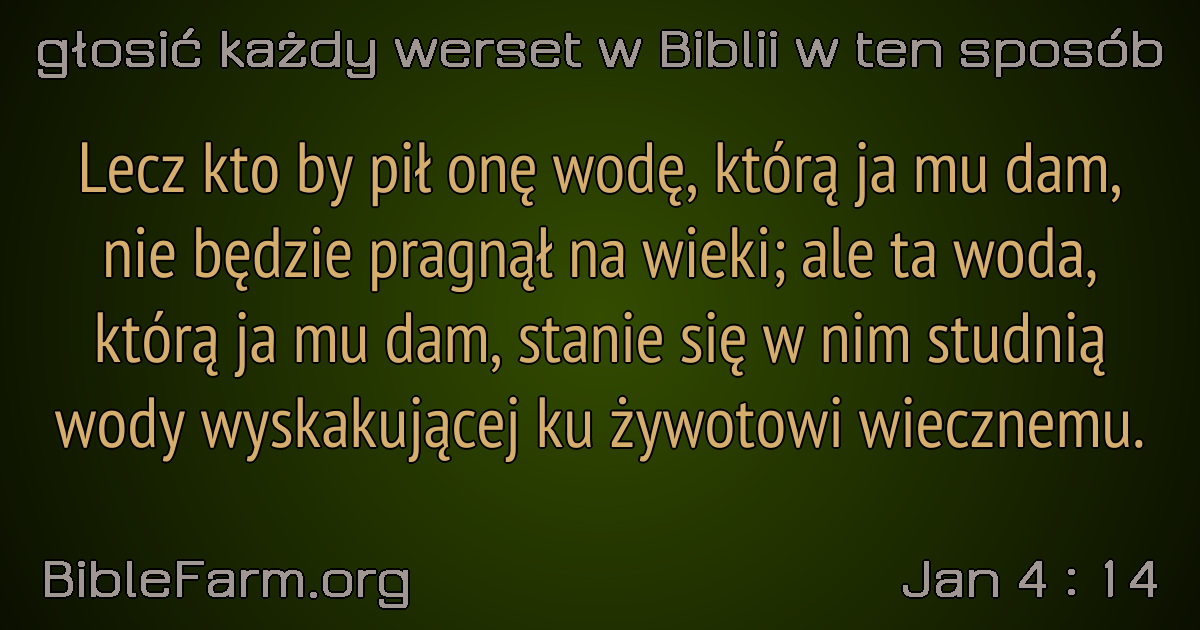 głosić każdy werset w Biblii w ten sposób
Lecz kto by pił onę wodę, którą ja mu dam,
nie będzie pragnął na wieki; ale ta woda,
którą ja mu dam, stanie się w nim studnią
wody wyskakującej ku żywotowi wiecznemu.
BibleFarm.org
Jan 4 : 14